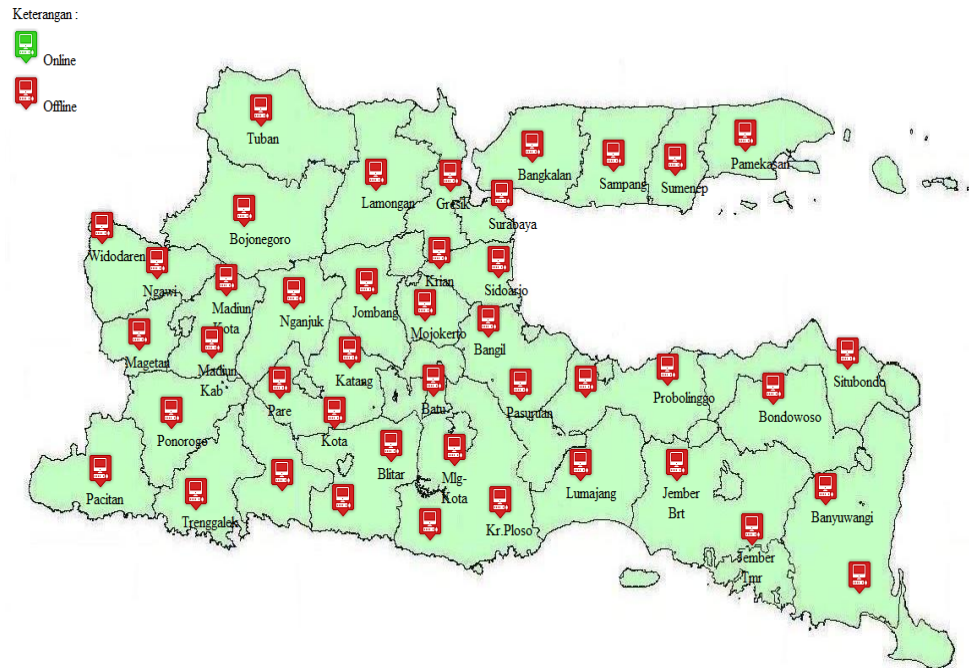 Keterangan :
Online
Offline
Tuban
Bangkalan
Sampang
Sumenep
Pamekasan
Lamongan
Gresik
Surabaya
Bojonegoro
Widodaren
Ngawi
Madiun
Kota
Nganjuk
Jombang
Krian
Sidoarjo
Mojokerto
Bangil
Magetan
Madiun
Kab
Katang
Pare
Batu
Pasuruan
Probolinggo
Situbondo
Bondowoso
Ponorogo
Kota
Blitar
Mlg-
Kota
Lumajang
Jember
Brt
Pacitan
Trenggalek
Kr.Ploso
Banyuwangi
Jember
Tmr